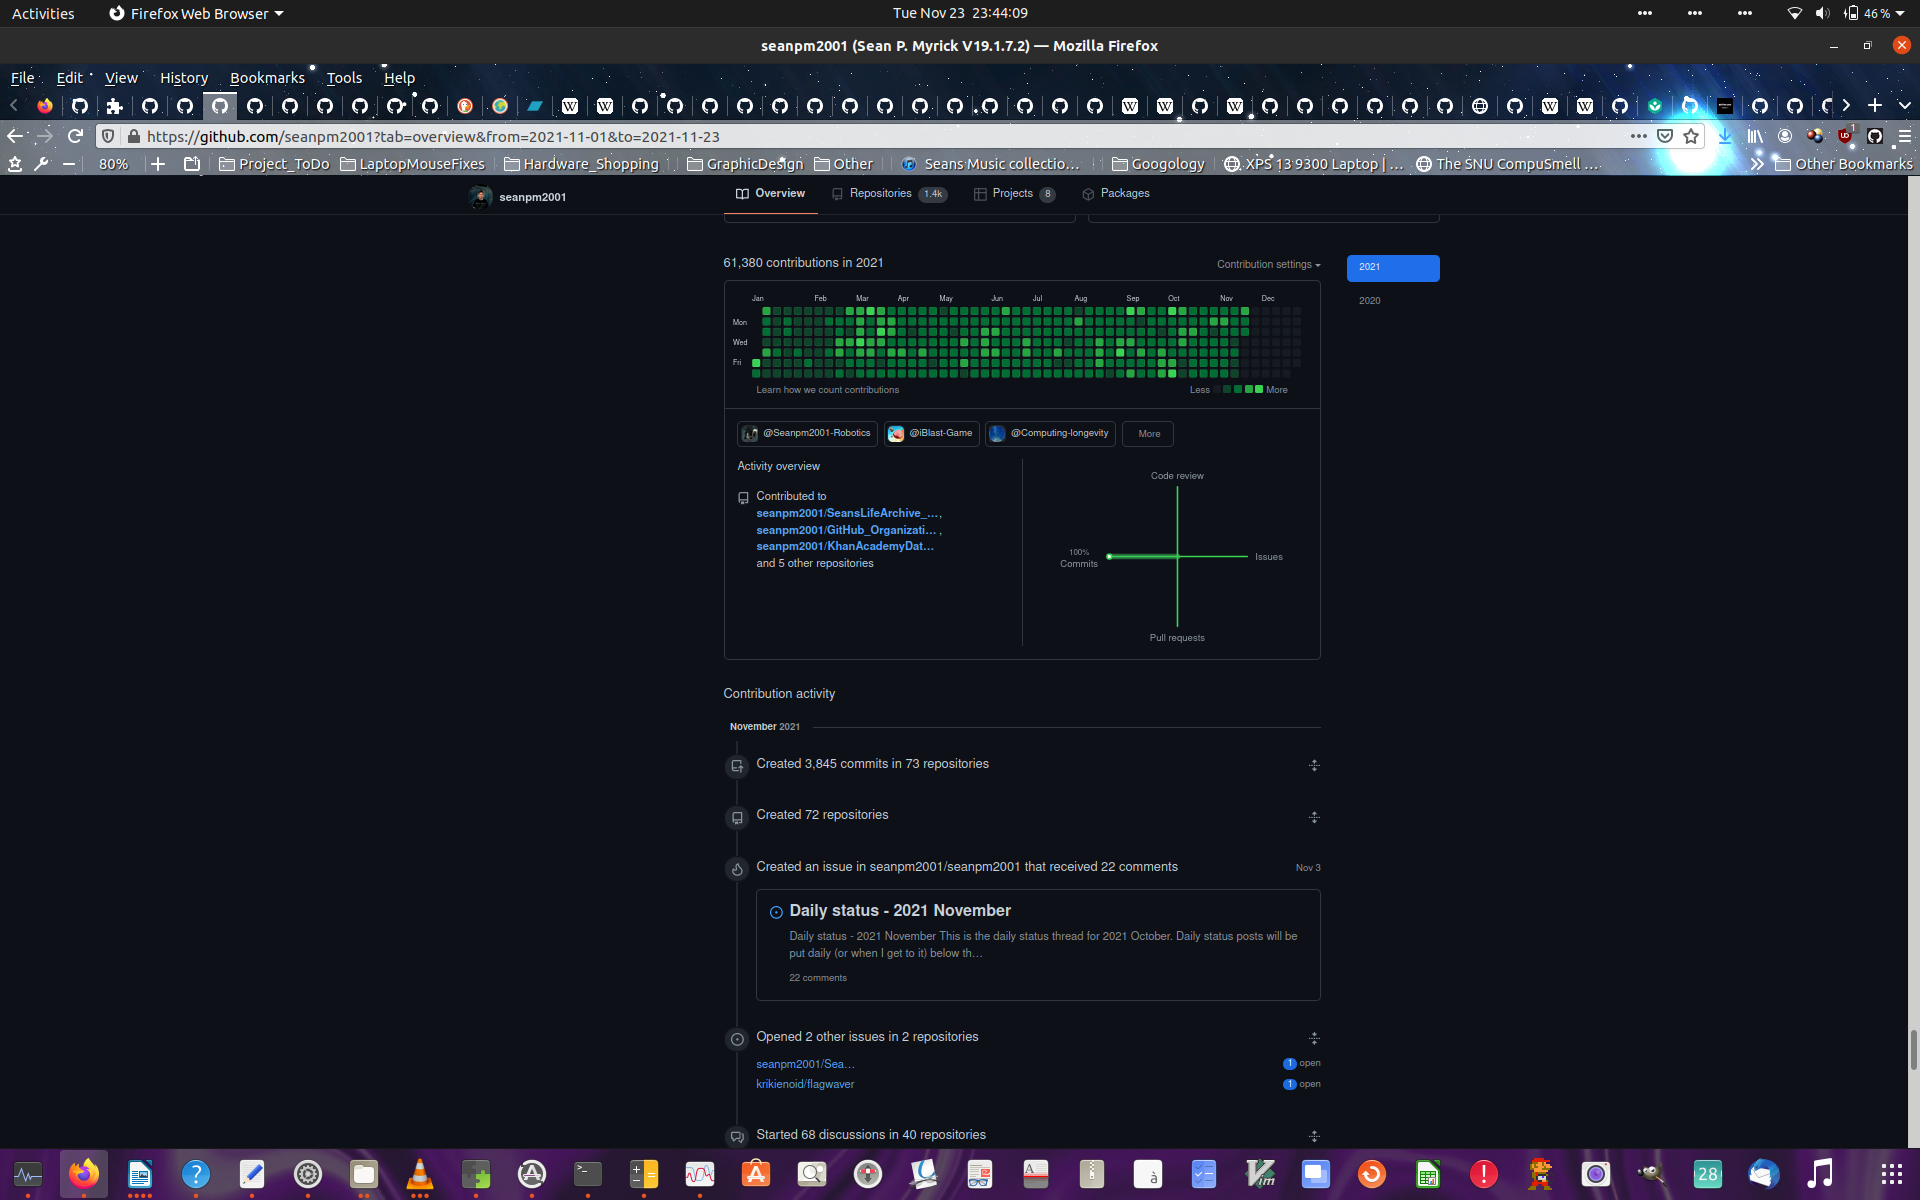 Activities
Firefox Web Browser
Tue Nov 23 23:44:09
46 %
seanpm2001 (Sean P. Myrick V19.1.7.2) — Mozilla Firefox
File Edit View History Bookmarks Tools Help
https://github.com/seanpm2001?tab=overview&from=2021-11-01&to=2021-11-23
80%
Project_ToDo
LaptopMouseFixes
Hardware_Shopping
GraphicDesign
Other
Seans Music collectio…
Googology
XPS 13 9300 Laptop | …
The SNU CompuSmell …
Other Bookmarks
seanpm2001
Overview
Repositories 1.4k
Projects 8
Packages
61,380 contributions in 2021
Contribution settings
2021
2020
Jan Feb Mar Apr May Jun Jul Aug Sep Oct Nov Dec
Mon
Wed
Fri
Learn how we count contributions
Less More
@Seanpm2001-Robotics
@iBlast-Game
@Computing-longevity
More
Activity overview
Contributed to
seanpm2001/SeansLifeArchive_…,
seanpm2001/GitHub_Organizati… ,
seanpm2001/KhanAcademyDat…
and 5 other repositories
Code review
100%
Commits
Issues
Pull requests
Contribution activity
November 2021
Created 3,845 commits in 73 repositories
Created 72 repositories
Created an issue in seanpm2001/seanpm2001 that received 22 comments
Nov 3
Daily status - 2021 November
Daily status - 2021 November This is the daily status thread for 2021 October. Daily status posts will be
put daily (or when I get to it) below th…
22 comments
Opened 2 other issues in 2 repositories
seanpm2001/Sea…
1 open
krikienoid/flagwaver
1 open
Started 68 discussions in 40 repositories
28